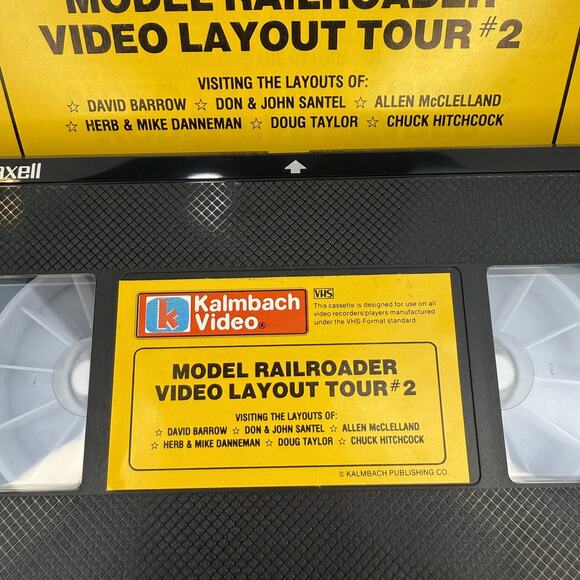 MODEL RAILROADER
VIDEO LAYOUT TOUR #2
VISITING THE LAYOUTS OF:
☆ DAVID BARROW ☆ DON & JOHN SANTEL ☆ ALLEN McCLELLAND
☆ HERB & MIKE DANNEMAN ☆ DOUG TAYLOR ☆ CHUCK HITCHCOCK
axell
k Kalmbach
Video®
VHS
This cassette is designed for use on all
video recorders/players manufactured
under the VHS-Format standard.
MODEL RAILROADER
VIDEO LAYOUT TOUR #2
VISITING THE LAYOUTS OF:
☆ DAVID BARROW ☆ DON & JOHN SANTEL ☆ ALLEN McCLELLAND
☆ HERB & MIKE DANNEMAN ☆ DOUG TAYLOR ☆ CHUCK HITCHCOCK
© KALMBACH PUBLISHING CO.